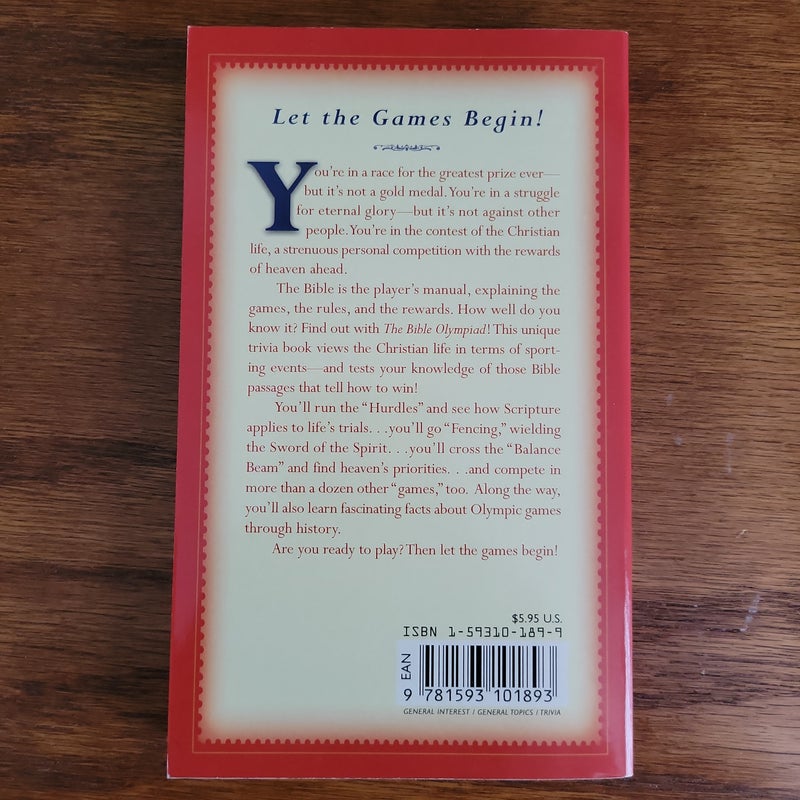 Let the Games Begin!
You're in a race for the greatest prize ever—
but it's not a gold medal. You're in a struggle
for eternal glory—but it's not against other
people. You're in the contest of the Christian
life, a strenuous personal competition with the rewards
of heaven ahead.
The Bible is the player's manual, explaining the
games, the rules, and the rewards. How well do you
know it? Find out with The Bible Olympiad! This unique
trivia book views the Christian life in terms of sport-
ing events—and tests your knowledge of those Bible
passages that tell how to win!
You'll run the "Hurdles" and see how Scripture
applies to life's trials. . .you'll go "Fencing," wielding
the Sword of the Spirit. . .you'll cross the "Balance
Beam" and find heaven's priorities. . .and compete in
more than a dozen other "games," too. Along the way,
you'll also learn fascinating facts about Olympic games
through history.
Are you ready to play? Then let the games begin!
$5.95 U.S.
ISBN 1-59310-189-9
EAN
9 781593 101893
GENERAL INTEREST / GENERAL TOPICS / TRIVIA